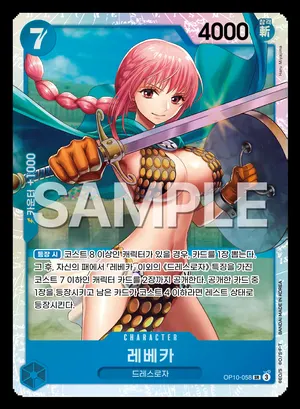 7
4000
참격
斬
카운터 +1000
SAMPLE
등장 시 코스트 8 이상인 캐릭터가 있을 경우, 카드를 1장 뽑는다.
그 후, 자신의 패에서 「레베카」 이외의 《드레스로자》 특징을 가진
코스트 7 이하인 캐릭터 카드를 2장까지 공개한다. 공개한 카드 중
1장을 등장시키고 남은 카드가 코스트 4 이하라면 레스트 상태로
등장시킨다.
CHARACTER
레베카
드레스로자
OP10-058 SR 3